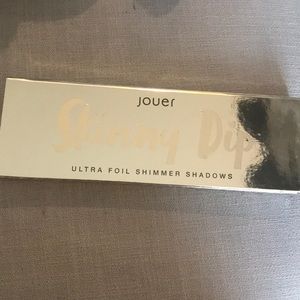 jouer
Skinny Dip
ULTRA FOIL SHIMMER SHADOWS